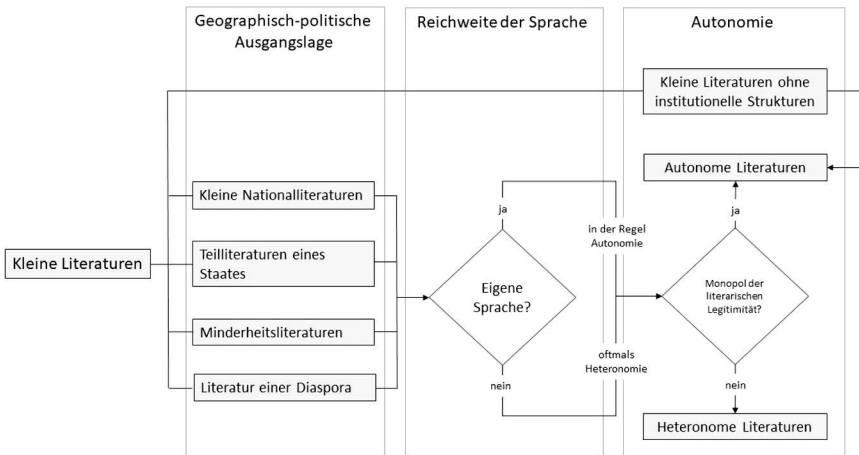 Geographisch-politische
Ausgangslage
Reichweite der Sprache
Autonomie
Kleine Literaturen ohne
institutionelle Strukturen
Autonome Literaturen
Kleine Nationalliteraturen
ja
in der Regel
Autonomie
ja
Kleine Literaturen
Teilliteraturen eines
Staates
Eigene
Sprache?
Monopol der
literarischen
Legitimität?
Minderheitsliteraturen
oftmals
Heteronomie
Literatur einer Diaspora
nein
nein
Heteronome Literaturen